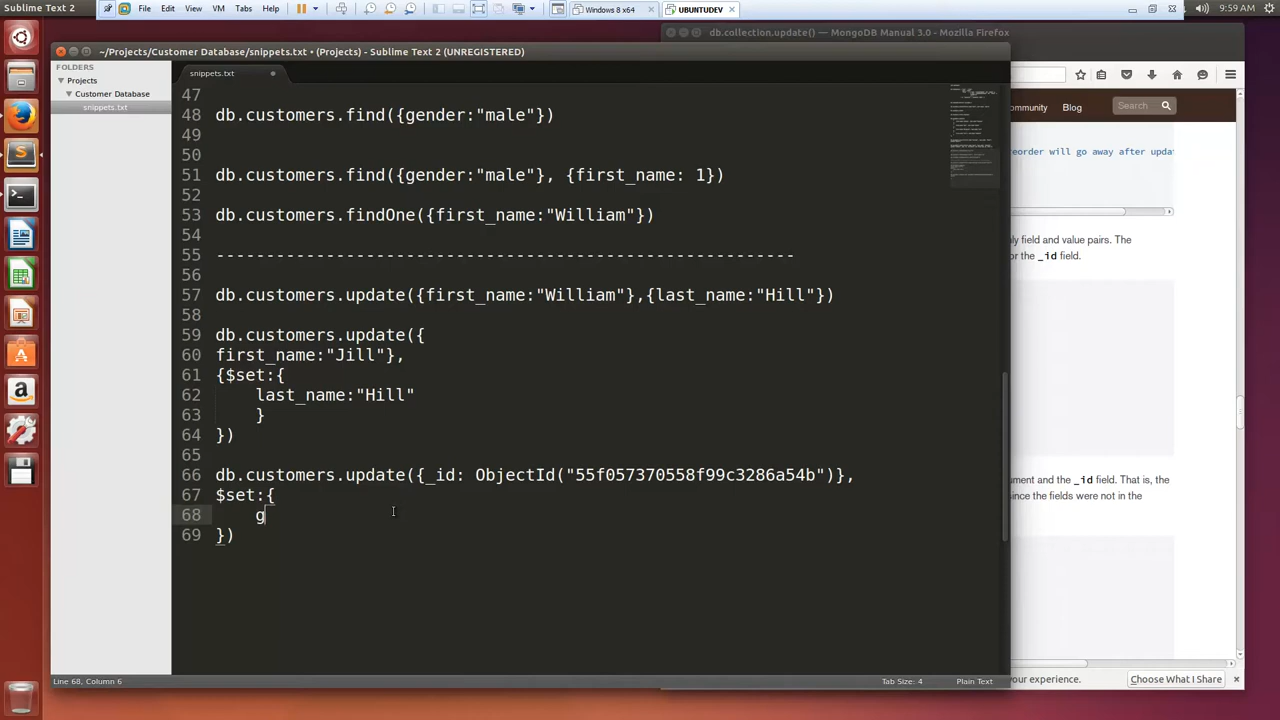 Sublime Text 2
File Edit View VM Tabs Help
Windows 8 x64
UBUNTUDEV
9:59 AM
db.collection.update() — MongoDB Manual 3.0 - Mozilla Firefox
~/Projects/Customer Database/snippets.txt • (Projects) - Sublime Text 2 (UNREGISTERED)
FOLDERS
Projects
Customer Database
snippets.txt
snippets.txt
47
48 db.customers.find({gender:"male"})
49
50
51 db.customers.find({gender:"male"}, {first_name: 1})
52
53 db.customers.findOne({first_name:"William"})
54
55 ----------------------------------------------------------
56
57 db.customers.update({first_name:"William"},{last_name:"Hill"})
58
59 db.customers.update({
60 first_name:"Jill"},
61 {$set:{
62 last_name:"Hill"
63 }
64 })
65
66 db.customers.update({_id: ObjectId("55f057370558f99c3286a54b")},
67 $set:{
68 g
69 })
Line 68, Column 6
Tab Size: 4
Plain Text
Blog
Search
reorder will go away after
field and value pairs. The
or the _id field.
ument and the _id field. That is, the
since the fields were not in the
your experience.
Choose What I Share